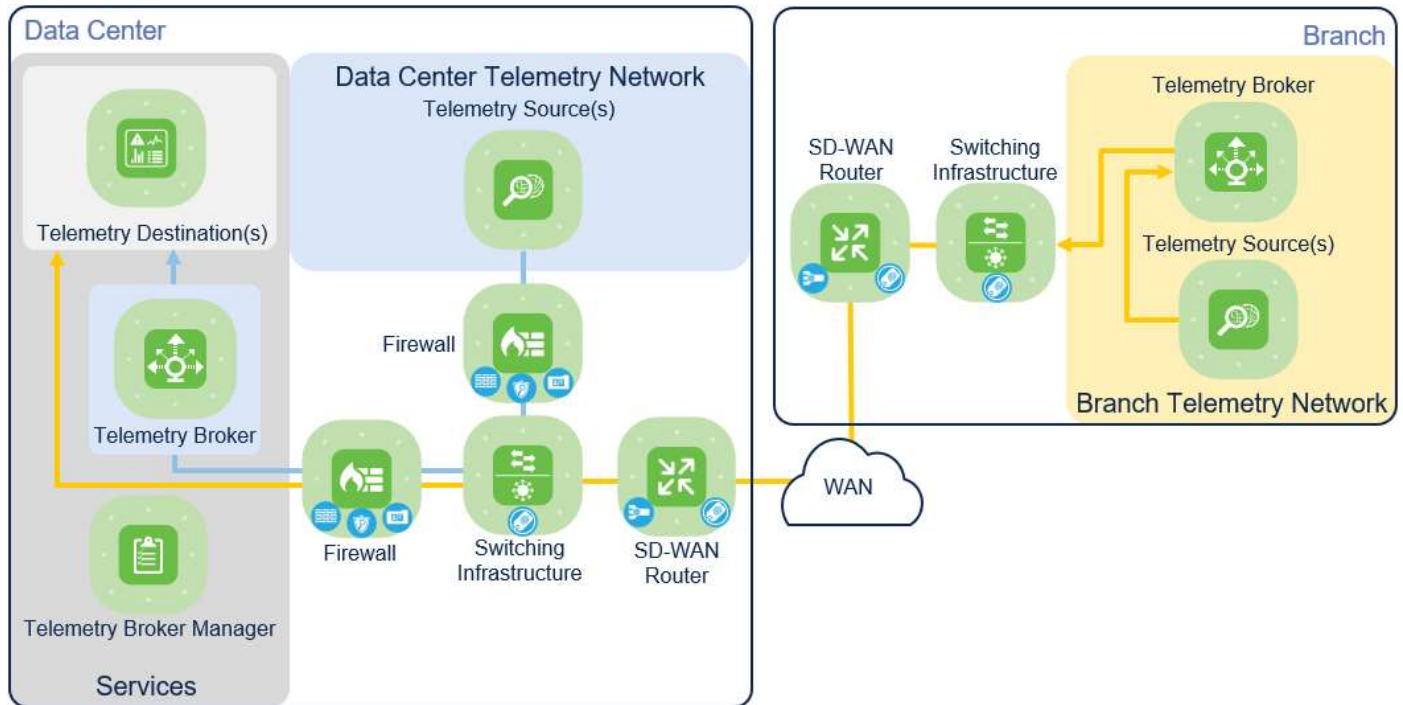 Data Center
Data Center Telemetry Network
Telemetry Source(s)
Telemetry Destination(s)
Firewall
Telemetry Broker
Firewall
Switching
Infrastructure
SD-WAN
Router
Telemetry Broker Manager
Services
WAN
Branch
Telemetry Broker
SD-WAN
Router
Switching
Infrastructure
Telemetry Source(s)
Branch Telemetry Network